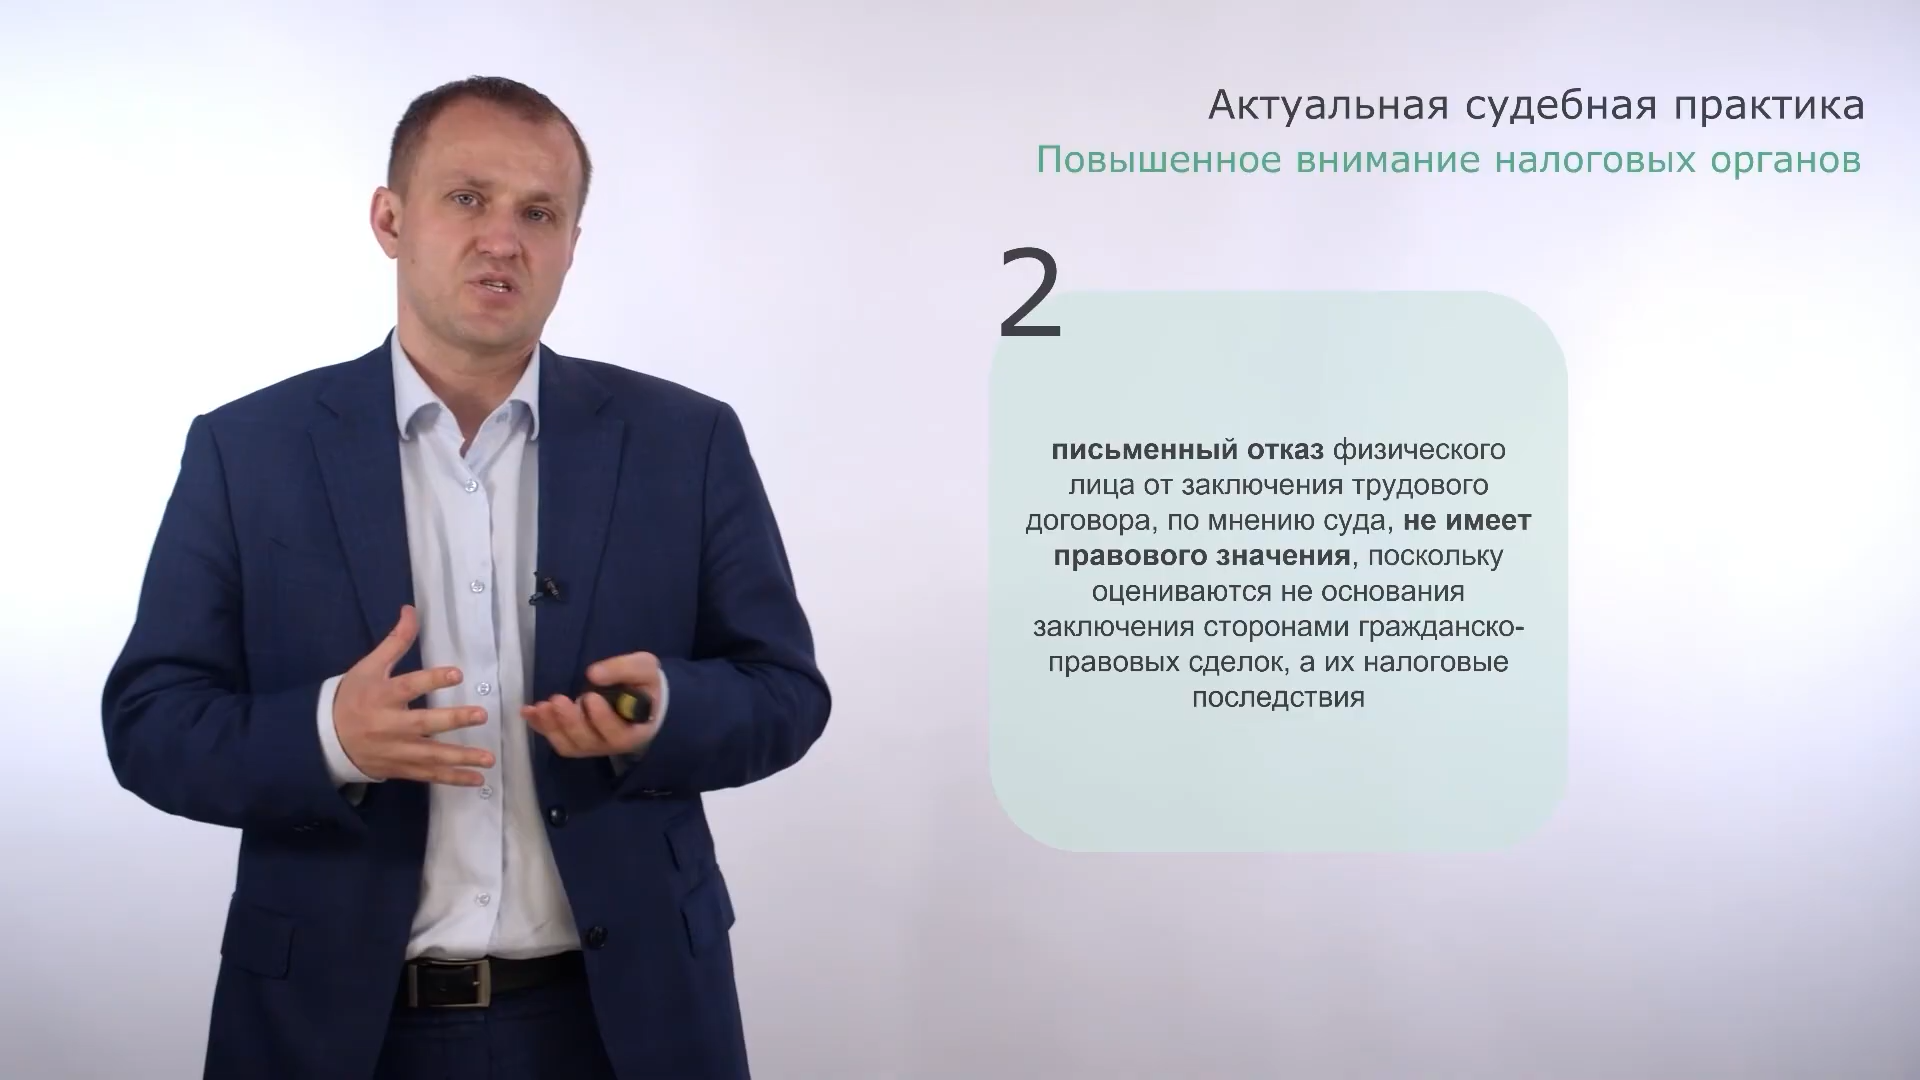 Актуальная судебная практика
Повышенное внимание налоговых органов
2
письменный отказ физического
лица от заключения трудового
договора, по мнению суда, не имеет
правового значения, поскольку
оцениваются не основания
заключения сторонами гражданско-
правовых сделок, а их налоговые
последствия